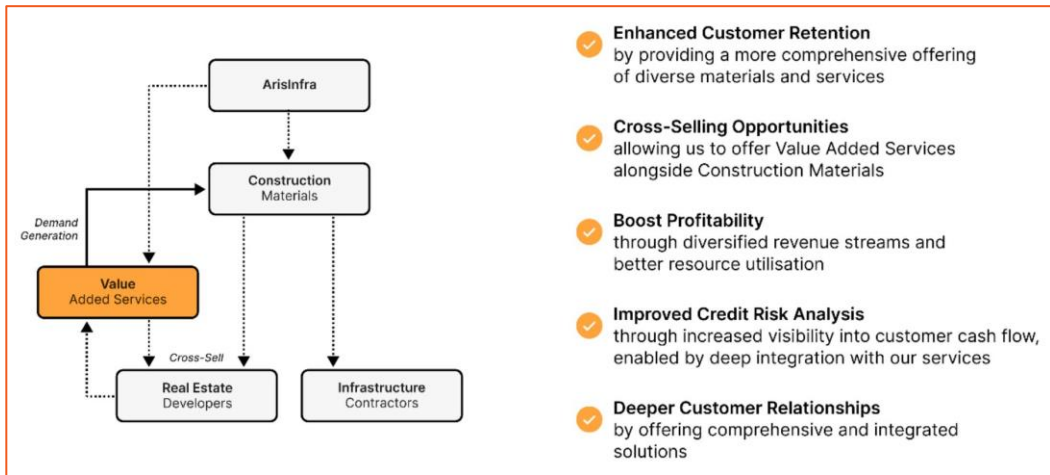 ArisInfra
Construction
Materials
Demand
Generation
Value
Added Services
Cross-Sell
Real Estate
Developers
Infrastructure
Contractors
Enhanced Customer Retention
by providing a more comprehensive offering
of diverse materials and services
Cross-Selling Opportunities
allowing us to offer Value Added Services
alongside Construction Materials
Boost Profitability
through diversified revenue streams and
better resource utilisation
Improved Credit Risk Analysis
through increased visibility into customer cash flow,
enabled by deep integration with our services
Deeper Customer Relationships
by offering comprehensive and integrated
solutions